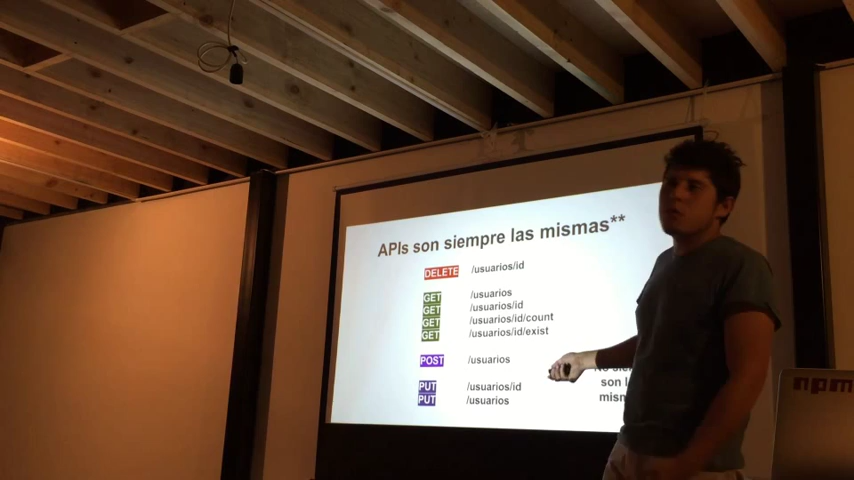 APIs son siempre las mismas**
DELETE /usuarios/id
GET /usuarios
GET /usuarios/id
GET /usuarios/id/count
GET /usuarios/id/exist
POST /usuarios
PUT /usuarios/id
PUT /usuarios
son
npm